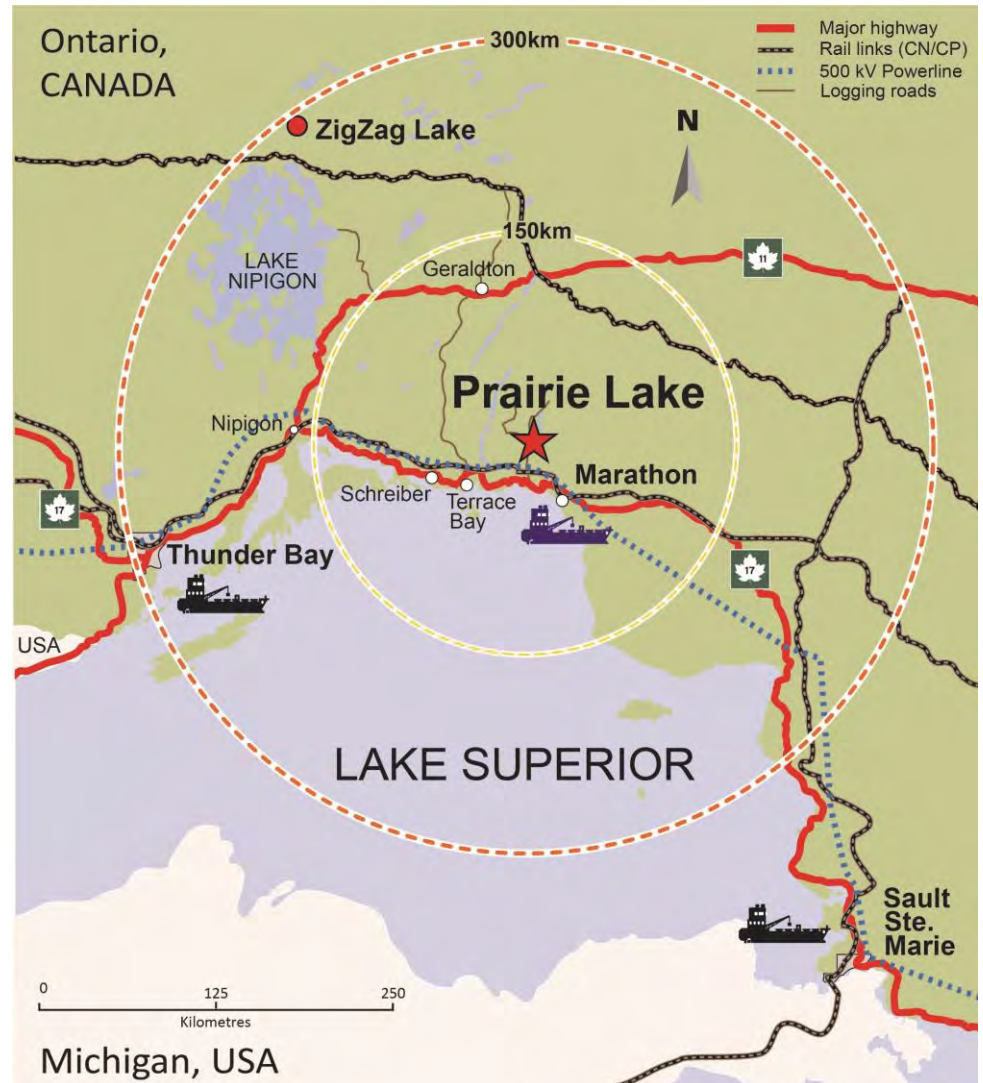 Ontario,
CANADA
300km
Major highway
Rail links (CN/CP)
500 kV Powerline
Logging roads
ZigZag Lake
N
150km
11
LAKE
NIPIGON
Geraldton
Prairie Lake
Nipigon
Marathon
Schreiber
Terrace
Bay
17
Thunder Bay
17
USA
LAKE SUPERIOR
Sault
Ste.
Marie
0
125
250
Kilometres
Michigan, USA